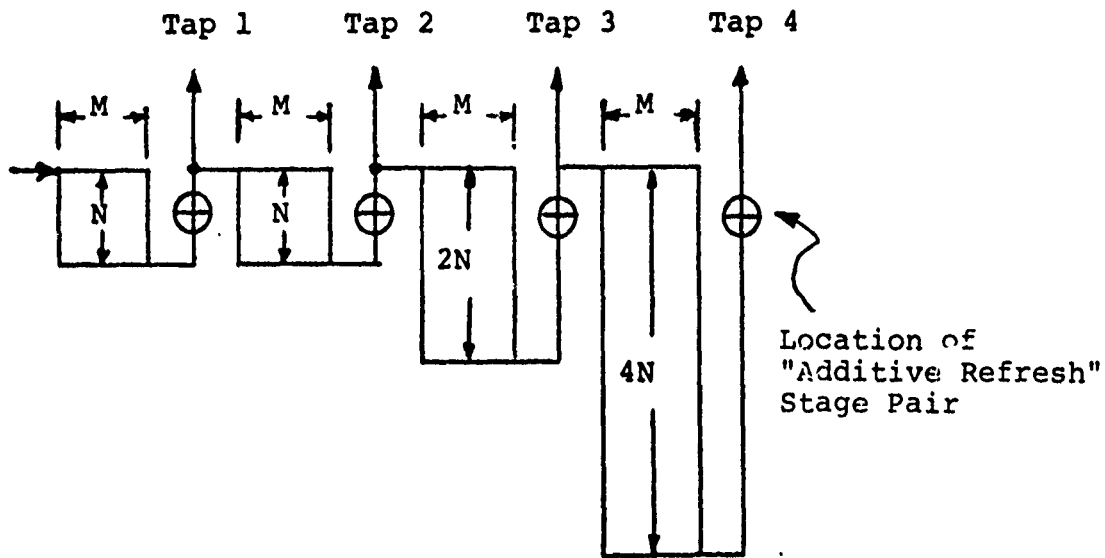 Tap 1 Tap 2 Tap 3 Tap 4
M M M M
N N
2N
4N
Location of
"Additive Refresh"
Stage Pair